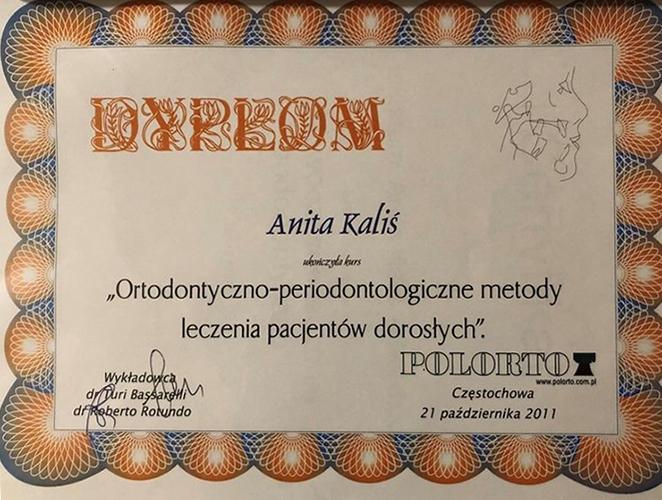 DYPLOM
Anita Kaliś
ukończyła kurs
„Ortodontyczno-periodontologiczne metody
leczenia pacjentów dorosłych”.
Wykładowca
dr Turi Bassarelli
dr Roberto Rotundo
POLORTO
www.polorto.com.pl
Częstochowa
21 października 2011